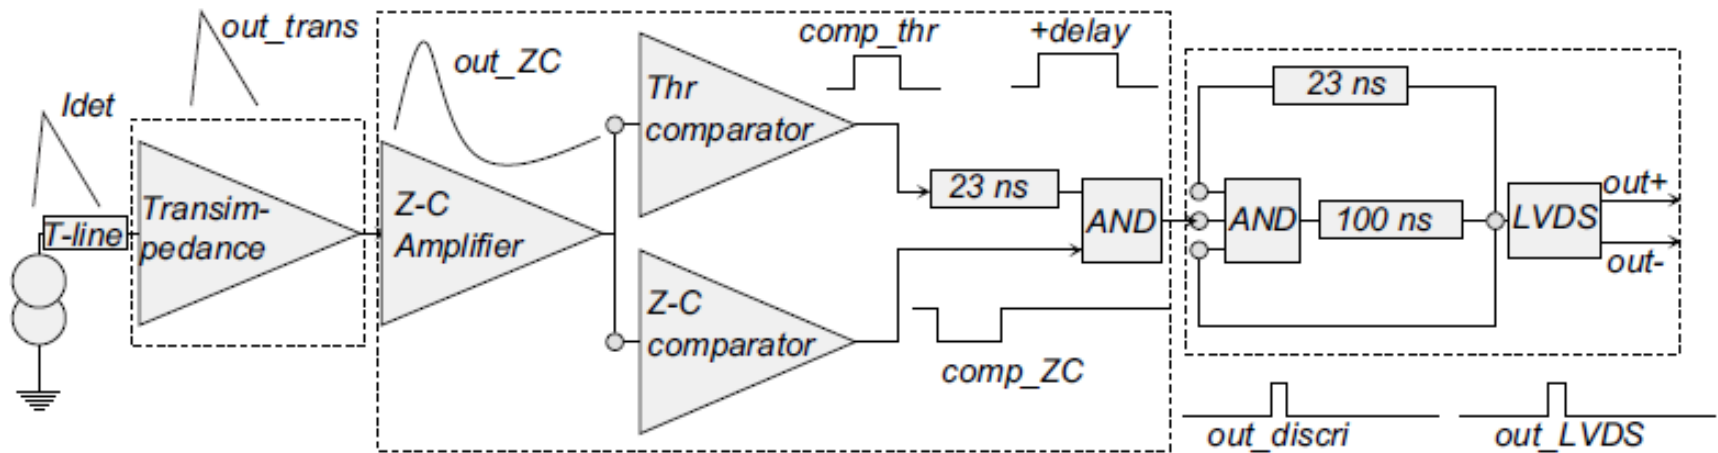 out_trans
Idet
T-line
Transim-
pedance
out_ZC
Z-C
Amplifier
Thr
comparator
comp_thr
+delay
23 ns
AND
Z-C
comparator
comp_ZC
23 ns
AND
100 ns
LVDS
out+
out-
out_discri
out_LVDS